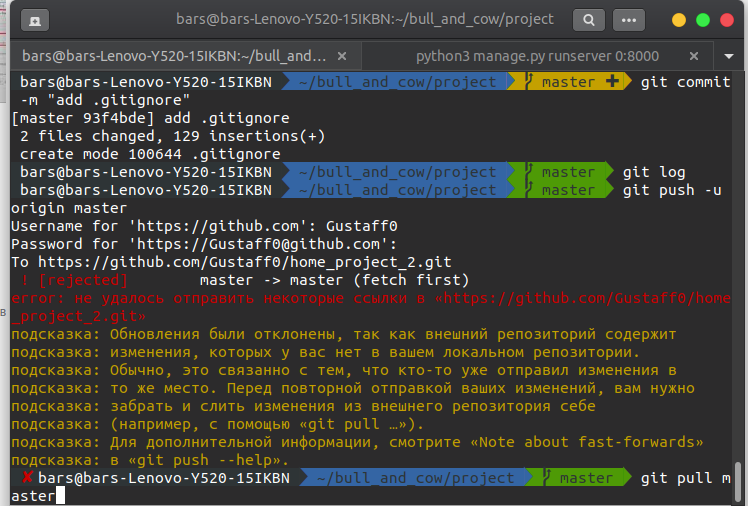 bars@bars-Lenovo-Y520-15IKBN:~/bull_and_cow/project
bars@bars-Lenovo-Y520-15IKBN:~/bull_and...
python3 manage.py runserver 0:8000
bars@bars-Lenovo-Y520-15IKBN ~/bull_and_cow/project master ✚ git commit
-m "add .gitignore"
[master 93f4bde] add .gitignore
2 files changed, 129 insertions(+)
create mode 100644 .gitignore
bars@bars-Lenovo-Y520-15IKBN ~/bull_and_cow/project master git log
bars@bars-Lenovo-Y520-15IKBN ~/bull_and_cow/project master git push -u
origin master
Username for 'https://github.com': Gustaff0
Password for 'https://Gustaff0@github.com':
To https://github.com/Gustaff0/home_project_2.git
! [rejected] master -> master (fetch first)
error: не удалось отправить некоторые ссылки в «https://github.com/Gustaff0/home
_project_2.git»
подсказка: Обновления были отклонены, так как внешний репозиторий содержит
подсказка: изменения, которых у вас нет в вашем локальном репозитории.
подсказка: Обычно, это связанно с тем, что кто-то уже отправил изменения в
подсказка: то же место. Перед повторной отправкой ваших изменений, вам нужно
подсказка: забрать и слить изменения из внешнего репозитория себе
подсказка: (например, с помощью «git pull …»).
подсказка: Для дополнительной информации, смотрите «Note about fast-forwards»
подсказка: в «git push --help».
✘ bars@bars-Lenovo-Y520-15IKBN ~/bull_and_cow/project master git pull m
aster